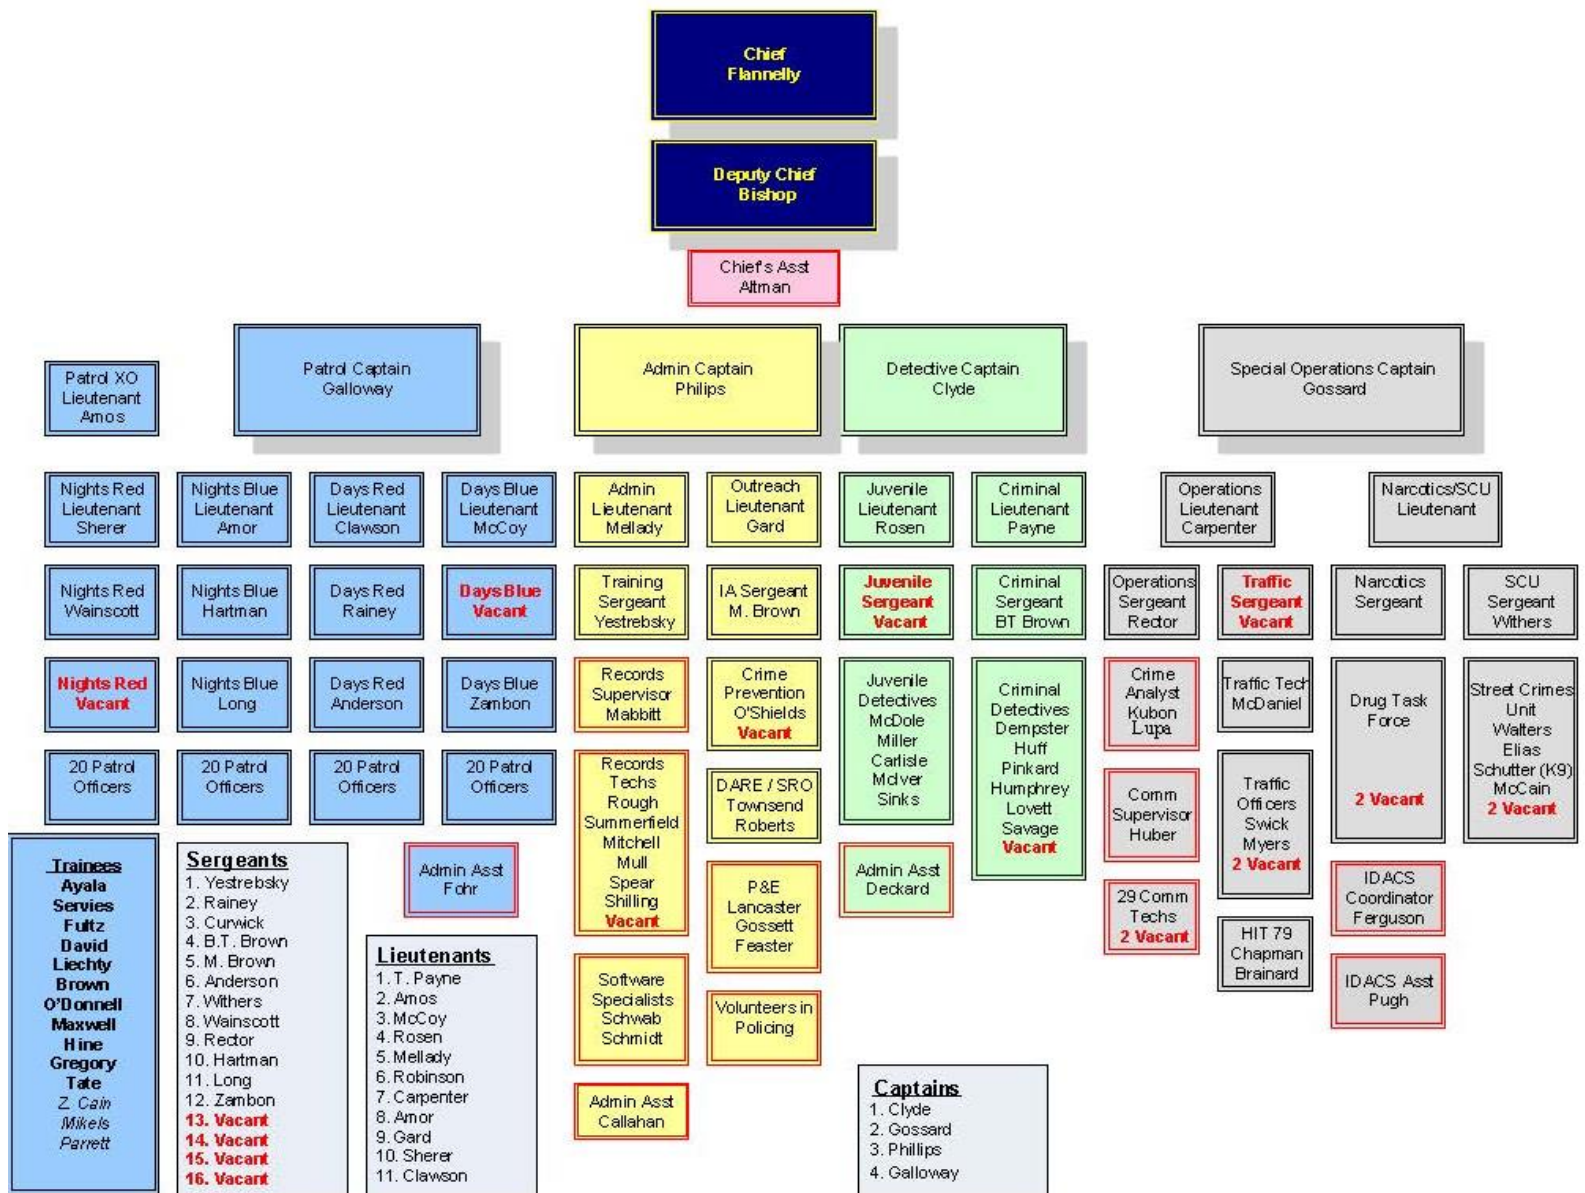 Chief
Flannelly
Deputy Chief
Bishop
Chief's Asst
Altman
Patrol XO
Lieutenant
Amos
Patrol Captain
Galloway
Admin Captain
Philips
Detective Captain
Clyde
Special Operations Captain
Gossard
Nights Red
Lieutenant
Sherer
Nights Blue
Lieutenant
Amor
Days Red
Lieutenant
Clawson
Days Blue
Lieutenant
McCoy
Admin
Lieutenant
Mellady
Outreach
Lieutenant
Gard
Juvenile
Lieutenant
Rosen
Criminal
Lieutenant
Payne
Operations
Lieutenant
Carpenter
Narcotics/SCU
Lieutenant
Nights Red
Wainscott
Nights Blue
Hartman
Days Red
Rainey
Days Blue
Vacant
Training
Sergeant
Yestrebsky
IA Sergeant
M. Brown
Juvenile
Sergeant
Vacant
Criminal
Sergeant
BT Brown
Operations
Sergeant
Rector
Traffic
Sergeant
Vacant
Narcotics
Sergeant
SCU
Sergeant
Withers
Nights Red
Vacant
Nights Blue
Long
Days Red
Anderson
Days Blue
Zambon
Records
Supervisor
Mabbitt
Crime
Prevention
O'Shields
Vacant
Juvenile
Detectives
McDole
Miller
Carlisle
McIver
Sinks
Criminal
Detectives
Dempster
Huff
Pinkard
Humphrey
Lovett
Savage
Vacant
Crime
Analyst
Kubon
Lupa
Traffic Tech
McDaniel
Drug Task
Force
2 Vacant
Street Crimes
Unit
Walters
Elias
Schutter (K9)
McCain
2 Vacant
20 Patrol
Officers
20 Patrol
Officers
20 Patrol
Officers
20 Patrol
Officers
Records
Techs
Rough
Summerfield
Mitchell
Mull
Spear
Shilling
Vacant
DARE / SRO
Townsend
Roberts
Comm
Supervisor
Huber
Traffic
Officers
Swick
Myers
2 Vacant
Trainees
Ayala
Servies
Fultz
David
Liechty
Brown
O'Donnell
Maxwell
Hine
Gregory
Tate
Z. Cain
Mikels
Parrett
Sergeants
1. Yestrebsky
2. Rainey
3. Curwick
4. B.T. Brown
5. M. Brown
6. Anderson
7. Withers
8. Wainscott
9. Rector
10. Hartman
11. Long
12. Zambon
13. Vacant
14. Vacant
15. Vacant
16. Vacant
Admin Asst
Fohr
Lieutenants
1. T. Payne
2. Amos
3. McCoy
4. Rosen
5. Mellady
6. Robinson
7. Carpenter
8. Amor
9. Gard
10. Sherer
11. Clawson
P&E
Lancaster
Gossett
Feaster
Admin Asst
Deckard
29 Comm
Techs
2 Vacant
HIT 79
Chapman
Brainard
IDACS
Coordinator
Ferguson
IDACS Asst
Pugh
Software
Specialists
Schwab
Schmidt
Volunteers in
Policing
Admin Asst
Callahan
Captains
1. Clyde
2. Gossard
3. Phillips
4. Galloway